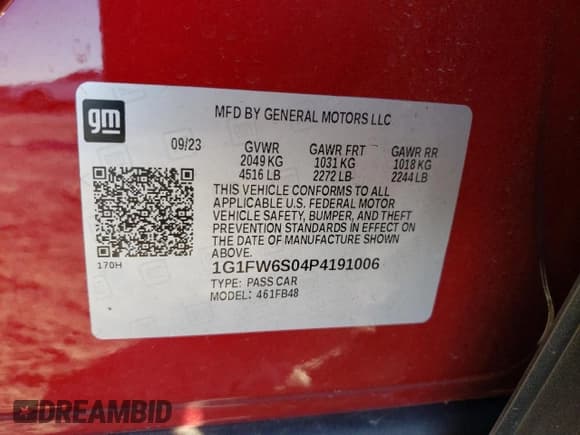 gm
MFD BY GENERAL MOTORS LLC
09/23 GVWR GAWR FRT GAWR RR
2049 KG 1031 KG 1018 KG
4516 LB 2272 LB 2244 LB
THIS VEHICLE CONFORMS TO ALL
APPLICABLE U.S. FEDERAL MOTOR
VEHICLE SAFETY, BUMPER, AND THEFT
PREVENTION STANDARDS IN EFFECT ON
THE DATE OF MANUFACTURE SHOWN
ABOVE.
170H
1G1FW6S04P4191006
TYPE: PASS CAR
MODEL: 461FB48
DREAMBID